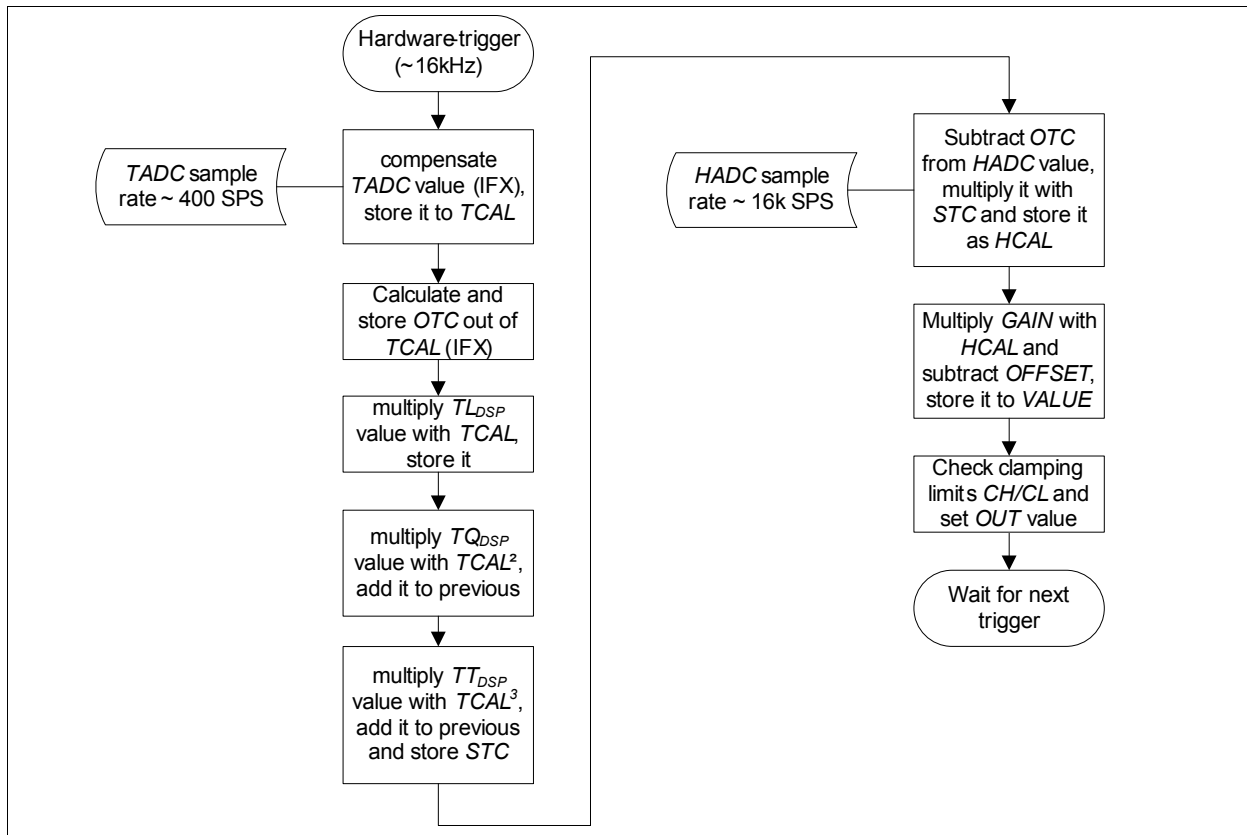 Hardware-trigger
(~16kHz)
TADC sample
rate ~ 400 SPS
compensate
TADC value (IFX),
store it to TCAL
Calculate and
store OTC out of
TCAL (IFX)
multiply TL_DSP
value with TCAL,
store it
multiply TQ_DSP
value with TCAL²,
add it to previous
multiply TT_DSP
value with TCAL³,
add it to previous
and store STC
HADC sample
rate ~ 16k SPS
Subtract OTC
from HADC value,
multiply it with
STC and store it
as HCAL
Multiply GAIN with
HCAL and
subtract OFFSET,
store it to VALUE
Check clamping
limits CH/CL and
set OUT value
Wait for next
trigger